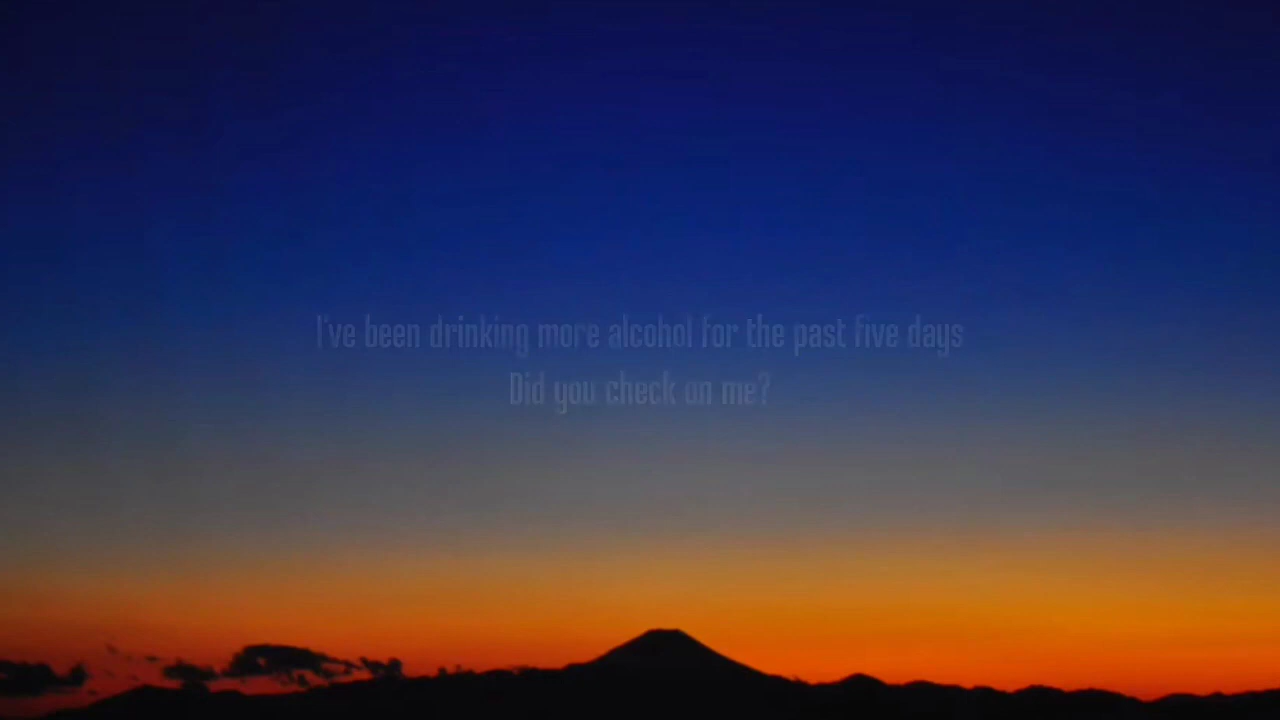 I've been drinking more alcohol for the past five days
Did you check on me?